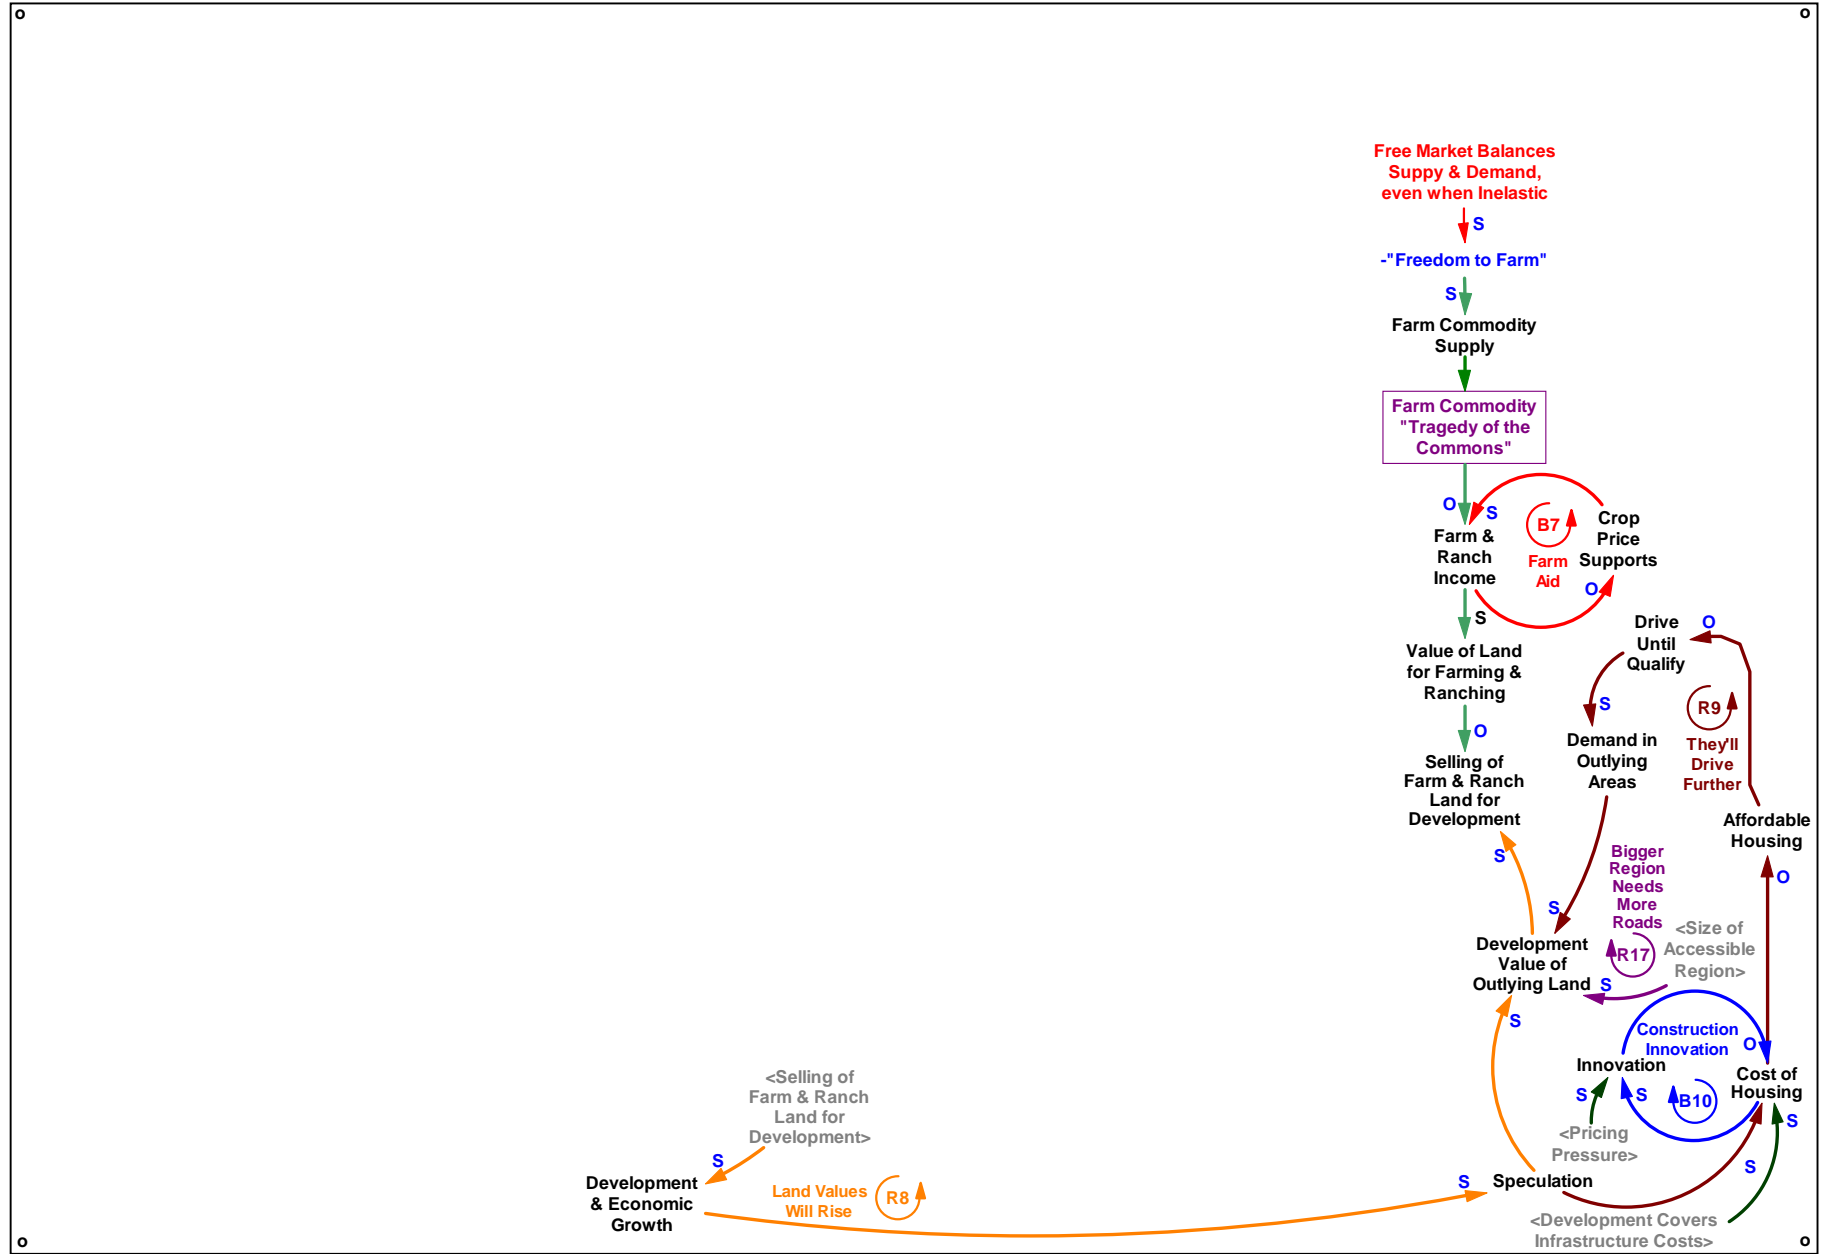 o
o
Free Market Balances
Suppy & Demand,
even when Inelastic
S
-"Freedom to Farm"
S
Farm Commodity
Supply
Farm Commodity
"Tragedy of the
Commons"
O
S
B7
Farm
Aid
Crop
Price
Supports
O
Farm &
Ranch
Income
S
Value of Land
for Farming &
Ranching
O
Selling of
Farm & Ranch
Land for
Development
S
Drive
Until
Qualify
O
S
R9
They'll
Drive
Further
Demand in
Outlying
Areas
Affordable
Housing
O
S
Bigger
Region
Needs
More
Roads
R17
<Size of
Accessible
Region>
Development
Value of
Outlying Land
S
S
Construction
Innovation
O
Innovation
Cost of
Housing
S
S
B10
S
<Pricing
Pressure>
S
<Selling of
Farm & Ranch
Land for
Development>
S
Development
& Economic
Growth
Land Values
Will Rise
R8
S
Speculation
<Development Covers
Infrastructure Costs>
o
o